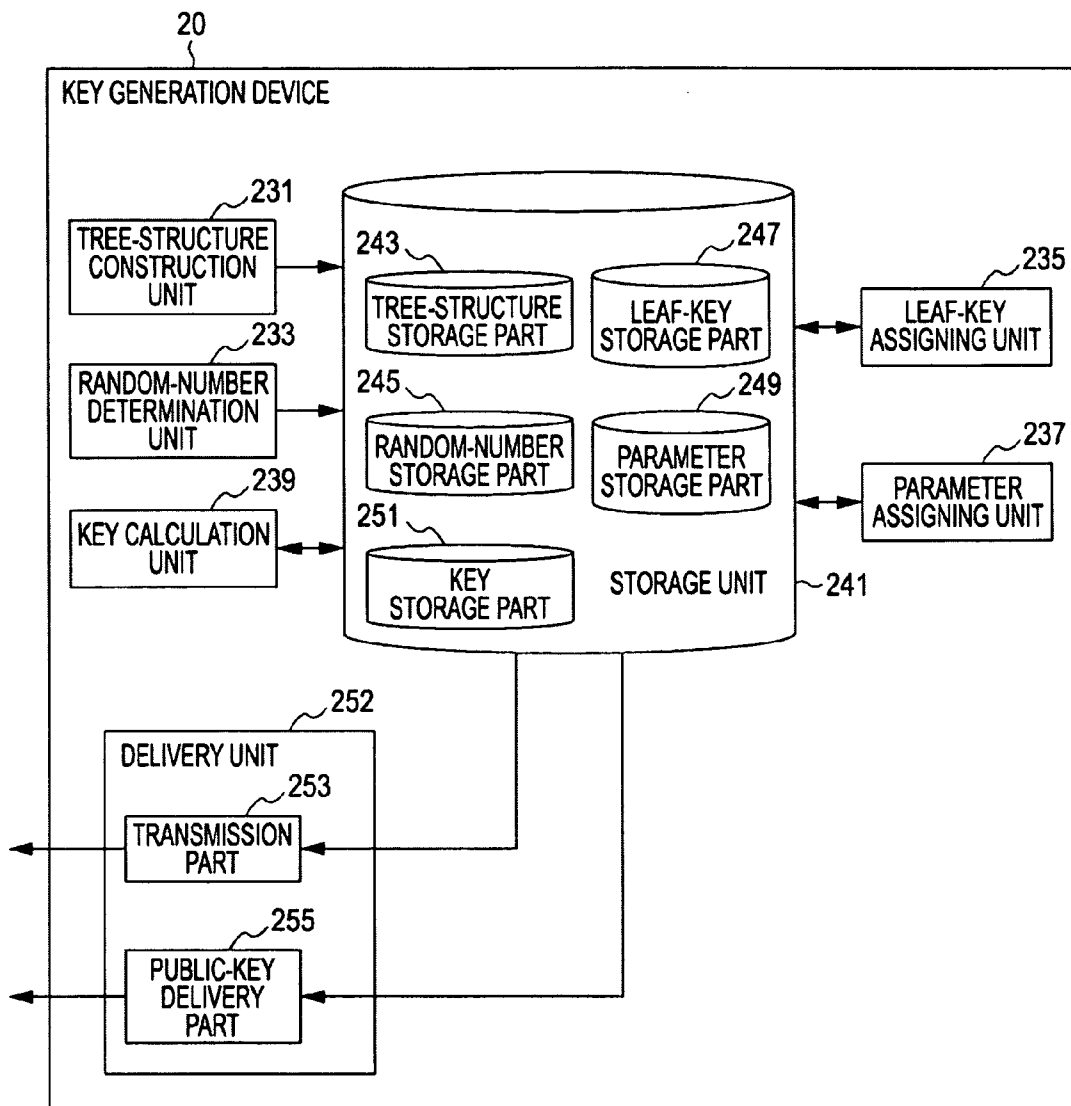 20
KEY GENERATION DEVICE
231
TREE-STRUCTURE
CONSTRUCTION
UNIT
243
TREE-STRUCTURE
STORAGE PART
247
LEAF-KEY
STORAGE PART
235
LEAF-KEY
ASSIGNING UNIT
233
RANDOM-NUMBER
DETERMINATION
UNIT
245
RANDOM-NUMBER
STORAGE PART
249
PARAMETER
STORAGE PART
237
PARAMETER
ASSIGNING UNIT
239
KEY CALCULATION
UNIT
251
KEY
STORAGE PART
STORAGE UNIT
241
252
DELIVERY UNIT
253
TRANSMISSION
PART
255
PUBLIC-KEY
DELIVERY
PART